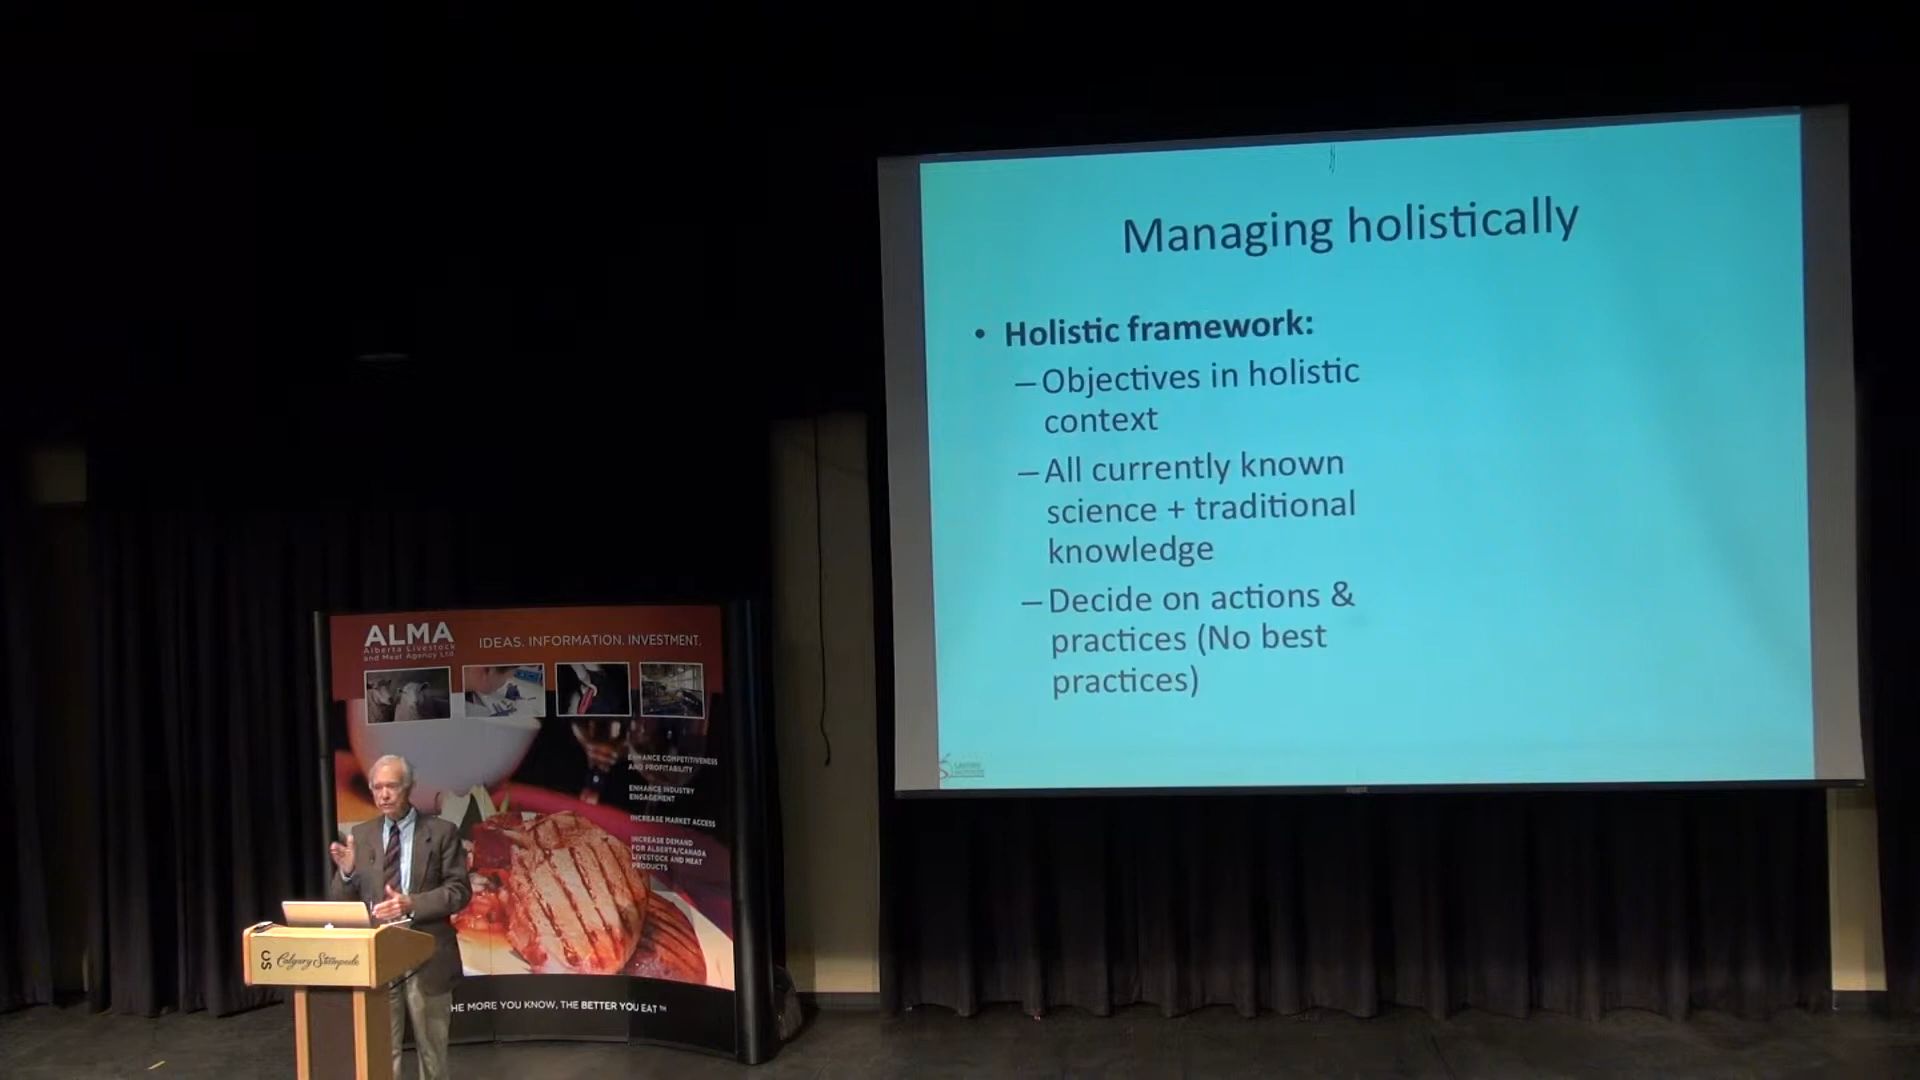 Managing holistically
• Holistic framework:
–Objectives in holistic
context
–All currently known
science + traditional
knowledge
–Decide on actions &
practices (No best
practices)
SAVORY
INSTITUTE
ALMA
Alberta Livestock
and Meat Agency Ltd.
IDEAS. INFORMATION. INVESTMENT.
ENHANCE COMPETITIVENESS
AND PROFITABILITY
ENHANCE INDUSTRY
ENGAGEMENT
INCREASE MARKET ACCESS
INCREASE DEMAND
FOR ALBERTA/CANADA
LIVESTOCK AND MEAT
PRODUCTS
HE MORE YOU KNOW, THE BETTER YOU EAT ™
CS Calgary Stampede